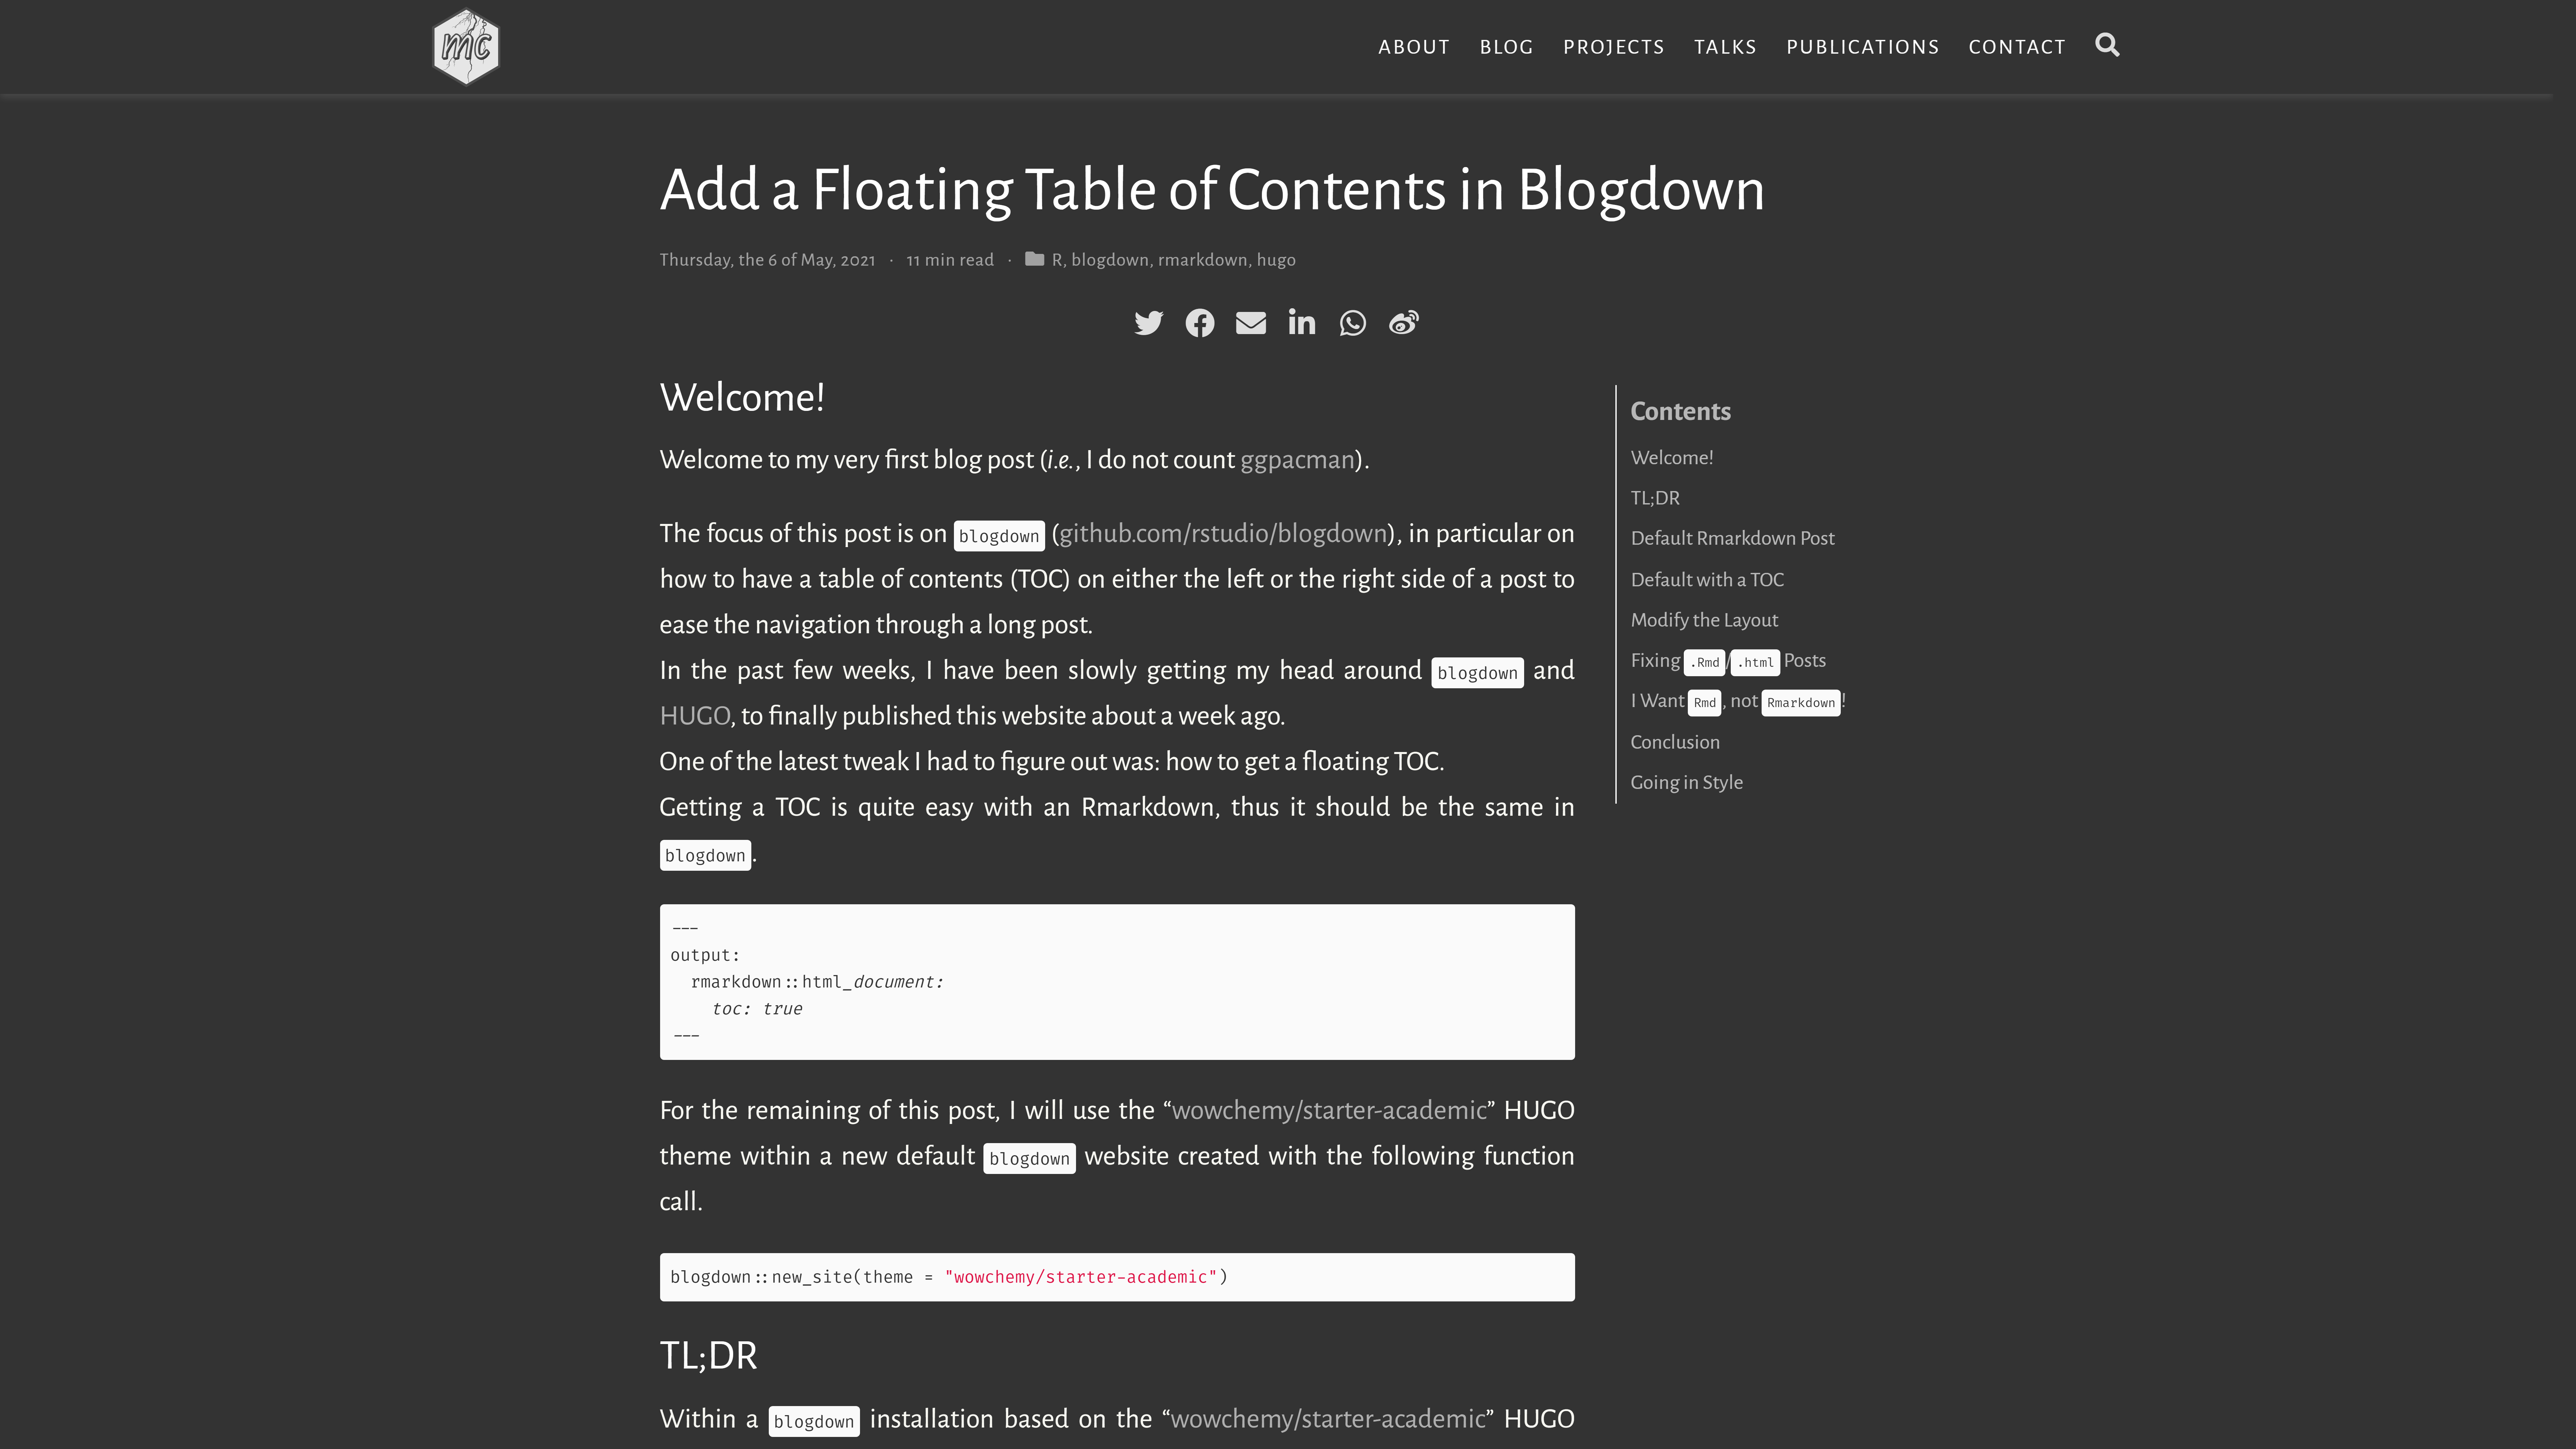 mc
ABOUT BLOG PROJECTS TALKS PUBLICATIONS CONTACT
Add a Floating Table of Contents in Blogdown
Thursday, the 6 of May, 2021 · 11 min read · R, blogdown, rmarkdown, hugo
Welcome!
Welcome to my very first blog post (i.e., I do not count ggpacman).
The focus of this post is on blogdown (github.com/rstudio/blogdown), in particular on
how to have a table of contents (TOC) on either the left or the right side of a post to
ease the navigation through a long post.
In the past few weeks, I have been slowly getting my head around blogdown and
HUGO, to finally published this website about a week ago.
One of the latest tweak I had to figure out was: how to get a floating TOC.
Getting a TOC is quite easy with an Rmarkdown, thus it should be the same in
blogdown.
---
output:
  rmarkdown::html_document:
    toc: true
---
For the remaining of this post, I will use the “wowchemy/starter-academic” HUGO
theme within a new default blogdown website created with the following function
call.
blogdown::new_site(theme = "wowchemy/starter-academic")
TL;DR
Within a blogdown installation based on the “wowchemy/starter-academic” HUGO
Contents
Welcome!
TL;DR
Default Rmarkdown Post
Default with a TOC
Modify the Layout
Fixing .Rmd/.html Posts
I Want Rmd, not Rmarkdown!
Conclusion
Going in Style